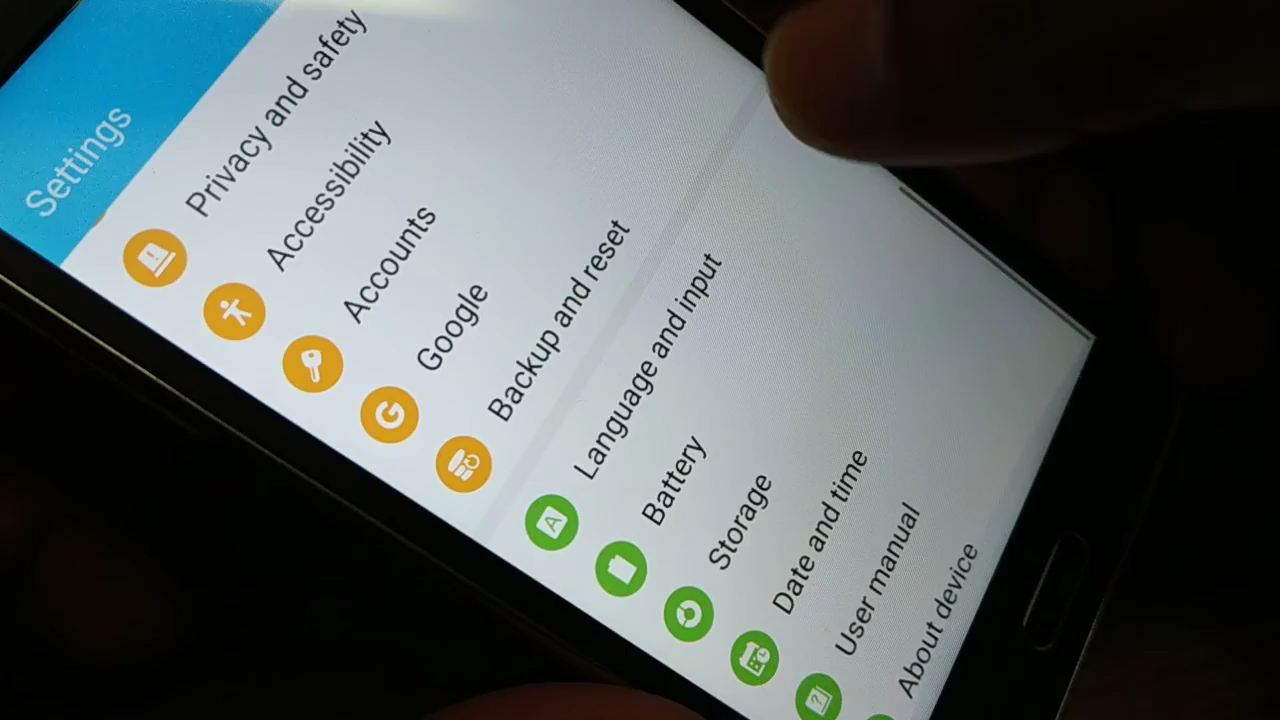 Settings
Privacy and safety
Accessibility
Accounts
G
Google
Backup and reset
A
Language and input
Battery
Storage
Date and time
?
User manual
About device